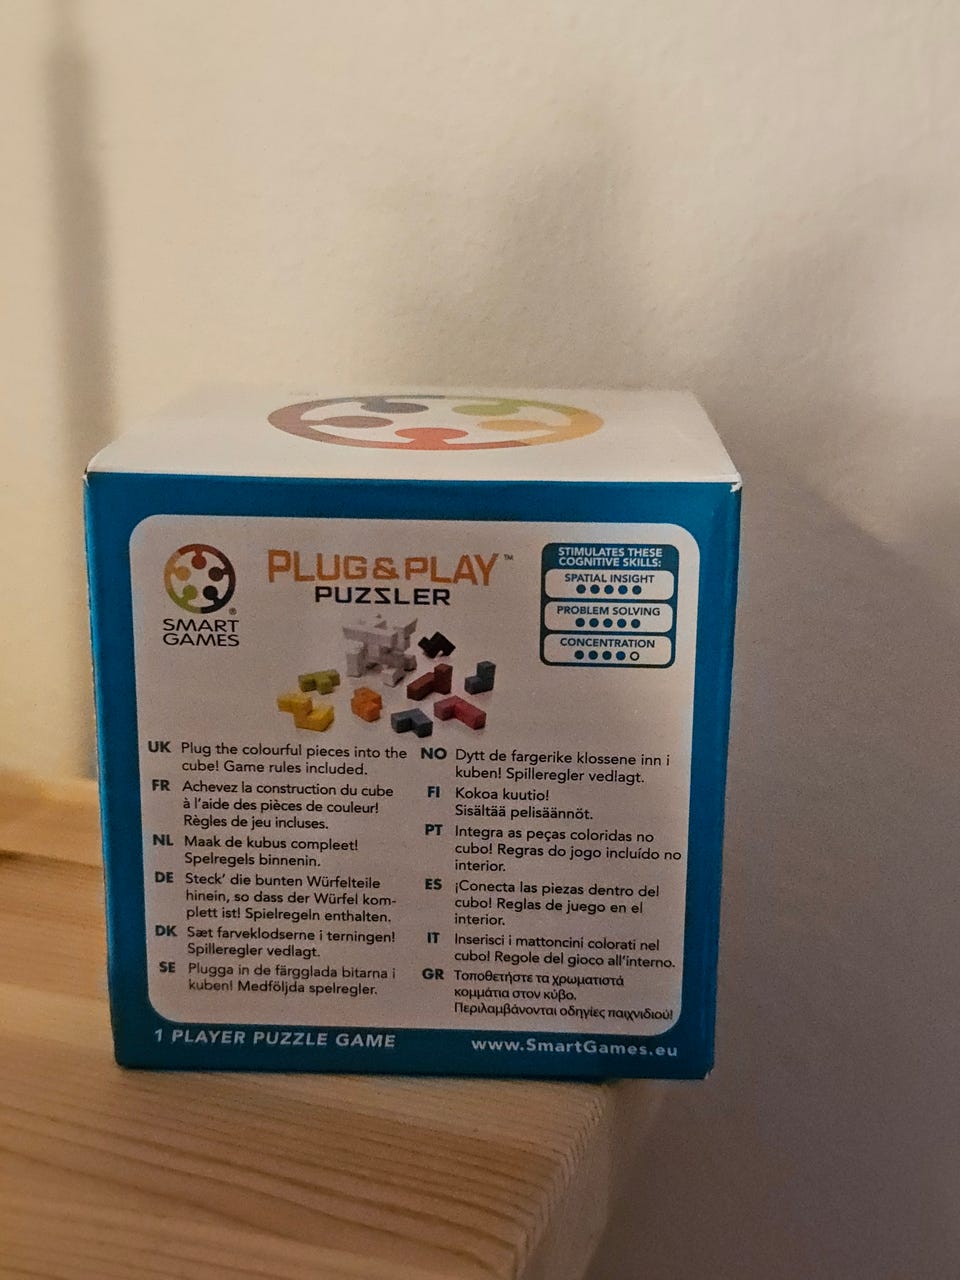 SMART
GAMES
®
PLUG&PLAY™
PUZZLER
STIMULATES THESE
COGNITIVE SKILLS:
SPATIAL INSIGHT
PROBLEM SOLVING
CONCENTRATION
UK Plug the colourful pieces into the
cube! Game rules included.
FR Achevez la construction du cube
à l'aide des pièces de couleur!
Règles de jeu incluses.
NL Maak de kubus compleet!
Spelregels binnenin.
DE Steck' die bunten Würfelteile
hinein, so dass der Würfel kom-
plett ist! Spielregeln enthalten.
DK Sæt farveklodserne i terningen!
Spilleregler vedlagt.
SE Plugga in de färgglada bitarna i
kuben! Medföljda spelregler.
NO Dytt de fargerike klossene inn i
kuben! Spilleregler vedlagt.
FI Kokoa kuutio!
Sisältää pelisäännöt.
PT Integra as peças coloridas no
cubo! Regras do jogo incluído no
interior.
ES ¡Conecta las piezas dentro del
cubo! Reglas de juego en el
interior.
IT Inserisci i mattoncini colorati nel
cubo! Regole del gioco all'interno.
GR Τοποθετήστε τα χρωματιστά
κομμάτια στον κύβο.
Περιλαμβάνονται οδηγίες παιχνιδιού!
1 PLAYER PUZZLE GAME
www.SmartGames.eu